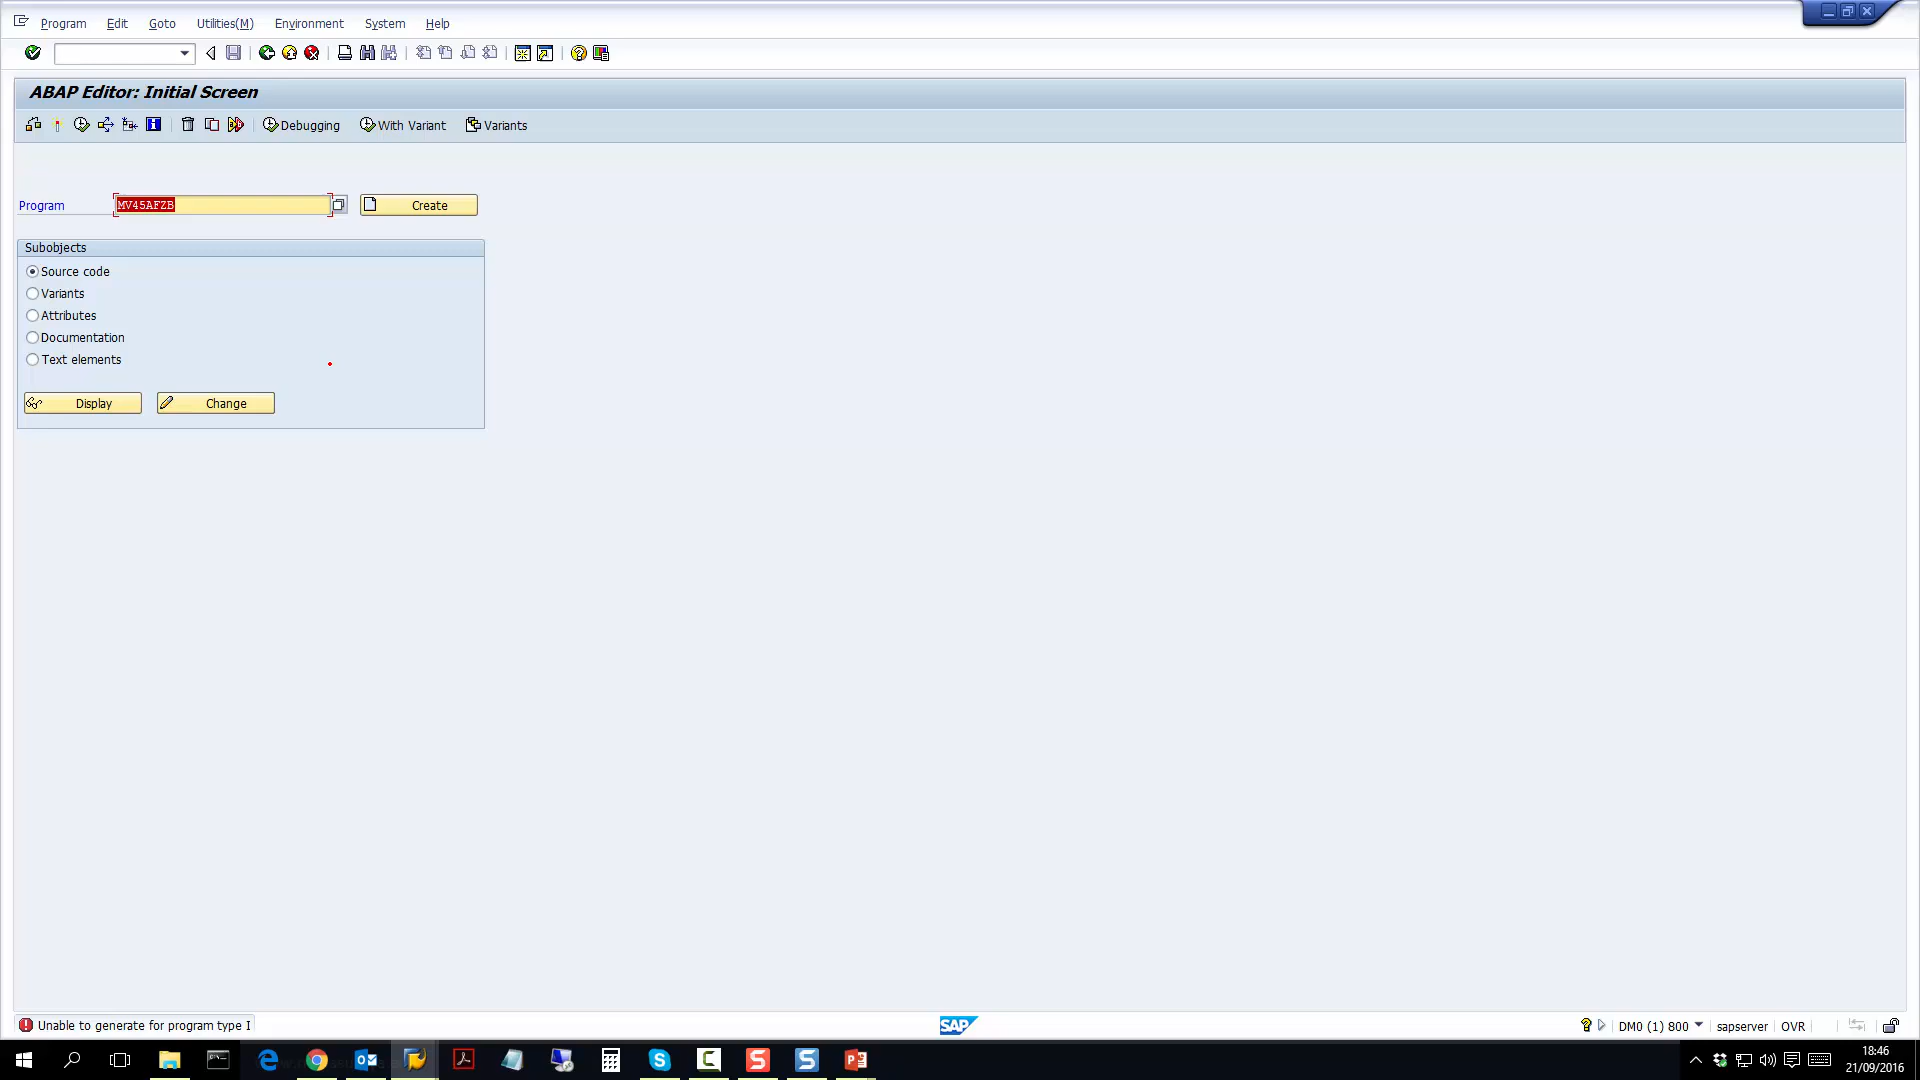 Program Edit Goto Utilities(M) Environment System Help
ABAP Editor: Initial Screen
Debugging With Variant Variants
Program MV45AFZB Create
Subobjects
Source code
Variants
Attributes
Documentation
Text elements
Display Change
Unable to generate for program type I
SAP
DM0 (1) 800 sapserver OVR
18:46
21/09/2016